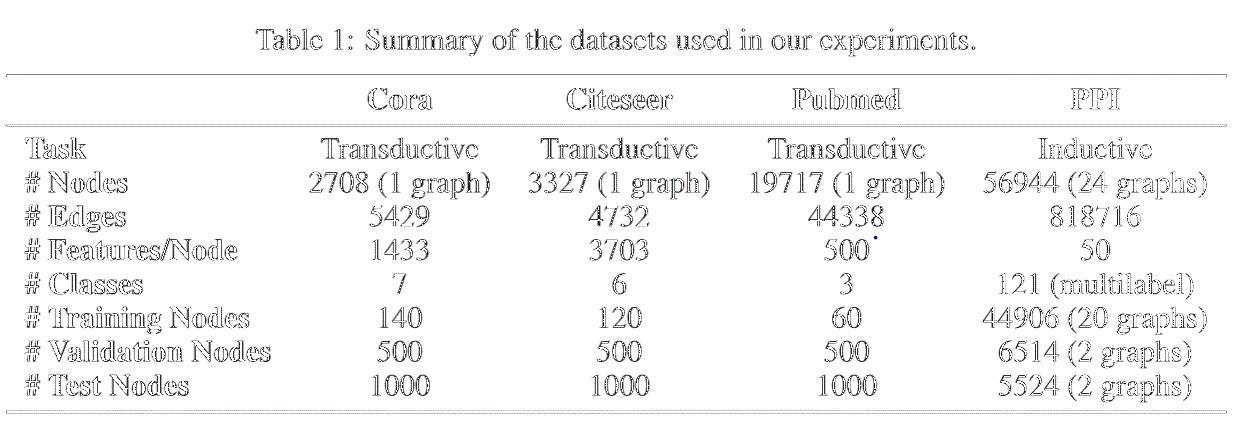 Table 1: Summary of the datasets used in our experiments.
Cora Citeseer Pubmed PPI
Task Transductive Transductive Transductive Inductive
# Nodes 2708 (1 graph) 3327 (1 graph) 19717 (1 graph) 56944 (24 graphs)
# Edges 5429 4732 44338 818716
# Features/Node 1433 3703 500 50
# Classes 7 6 3 121 (multilabel)
# Training Nodes 140 120 60 44906 (20 graphs)
# Validation Nodes 500 500 500 6514 (2 graphs)
# Test Nodes 1000 1000 1000 5524 (2 graphs)